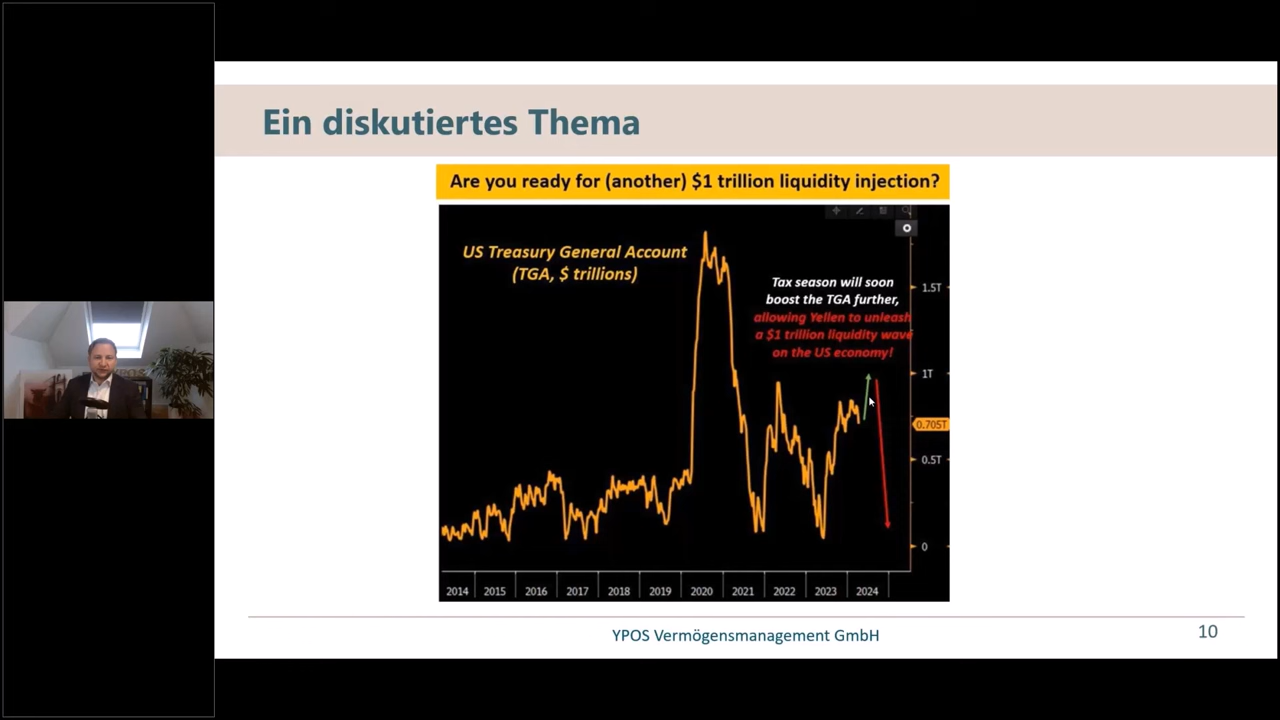 Ein diskutiertes Thema
Are you ready for (another) $1 trillion liquidity injection?
US Treasury General Account
(TGA, $ trillions)
Tax season will soon
boost the TGA further,
allowing Yellen to unleash
a $1 trillion liquidity wave
on the US economy!
1.5T
1T
0.705T
0.5T
0
2014 2015 2016 2017 2018 2019 2020 2021 2022 2023 2024
YPOS Vermögensmanagement GmbH
10